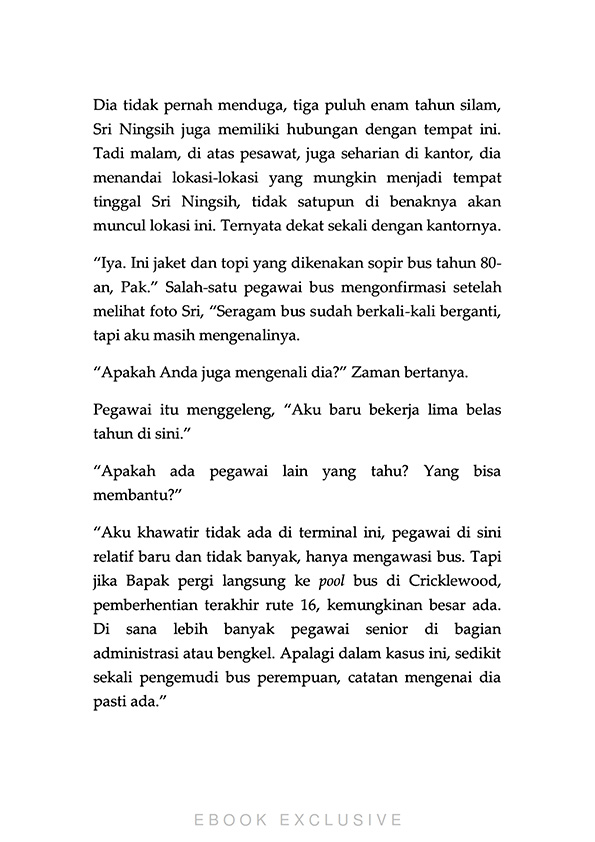 Dia tidak pernah menduga, tiga puluh enam tahun silam,
Sri Ningsih juga memiliki hubungan dengan tempat ini.
Tadi malam, di atas pesawat, juga seharian di kantor, dia
menandai lokasi-lokasi yang mungkin menjadi tempat
tinggal Sri Ningsih, tidak satupun di benaknya akan
muncul lokasi ini. Ternyata dekat sekali dengan kantornya.
“Iya. Ini jaket dan topi yang dikenakan sopir bus tahun 80-
an, Pak.” Salah-satu pegawai bus mengonfirmasi setelah
melihat foto Sri, “Seragam bus sudah berkali-kali berganti,
tapi aku masih mengenalinya.
“Apakah Anda juga mengenali dia?” Zaman bertanya.
Pegawai itu menggeleng, “Aku baru bekerja lima belas
tahun di sini.”
“Apakah ada pegawai lain yang tahu? Yang bisa
membantu?”
“Aku khawatir tidak ada di terminal ini, pegawai di sini
relatif baru dan tidak banyak, hanya mengawasi bus. Tapi
jika Bapak pergi langsung ke pool bus di Cricklewood,
pemberhentian terakhir rute 16, kemungkinan besar ada.
Di sana lebih banyak pegawai senior di bagian
administrasi atau bengkel. Apalagi dalam kasus ini, sedikit
sekali pengemudi bus perempuan, catatan mengenai dia
pasti ada.”
EBOOK EXCLUSIVE